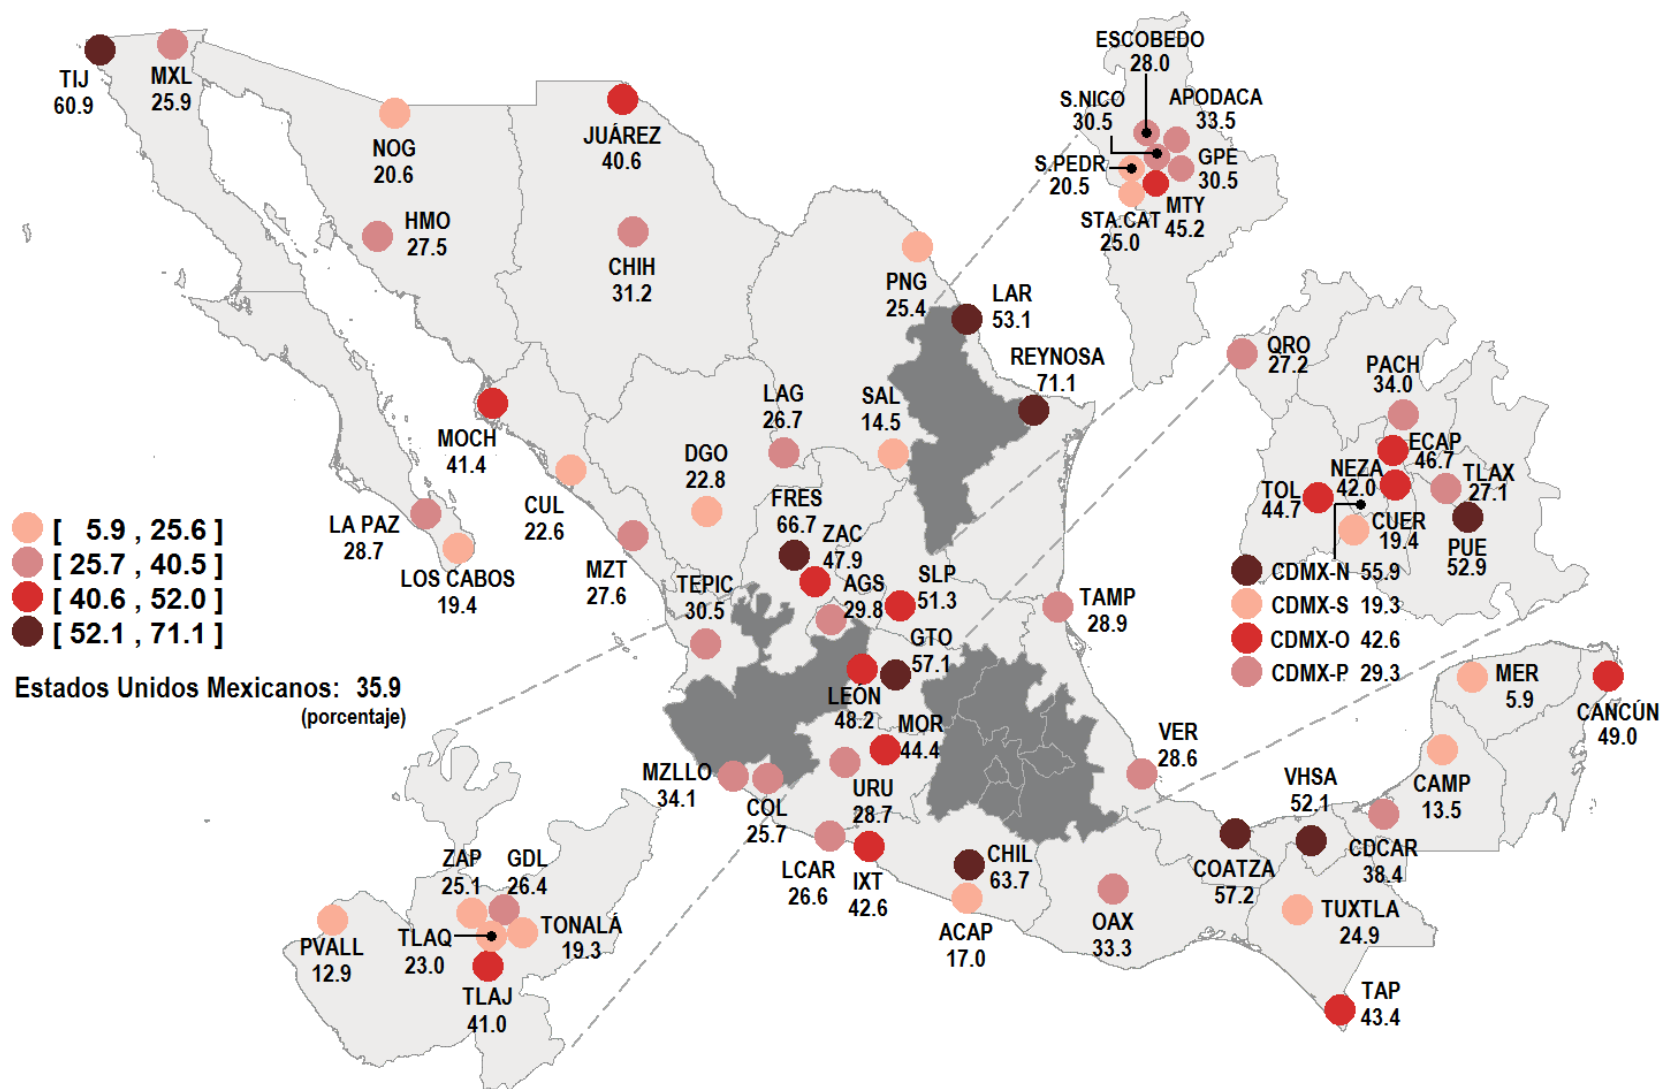 TIJ
60.9
MXL
25.9
NOG
20.6
HMO
27.5
JUÁREZ
40.6
CHIH
31.2
PNG
25.4
LAR
53.1
REYNOSA
71.1
ESCOBEDO
28.0
S.NICO
30.5
APODACA
33.5
S.PEDR
20.5
GPE
30.5
STA.CAT
25.0
MTY
45.2
MOCH
41.4
CUL
22.6
LA PAZ
28.7
LOS CABOS
19.4
DGO
22.8
LAG
26.7
SAL
14.5
FRES
66.7
ZAC
47.9
MZT
27.6
TEPIC
30.5
AGS
29.8
SLP
51.3
GTO
57.1
LEÓN
48.2
MOR
44.4
TAMP
28.9
QRO
27.2
PACH
34.0
ECAP
46.7
NEZA
42.0
TLAX
27.1
TOL
44.7
CUER
19.4
PUE
52.9
CDMX-N 55.9
CDMX-S 19.3
CDMX-O 42.6
CDMX-P 29.3
[ 5.9 , 25.6 ]
[ 25.7 , 40.5 ]
[ 40.6 , 52.0 ]
[ 52.1 , 71.1 ]
Estados Unidos Mexicanos: 35.9
(porcentaje)
MZLLO
34.1
COL
25.7
URU
28.7
LCAR
26.6
IXT
42.6
CHIL
63.7
ACAP
17.0
OAX
33.3
VER
28.6
COATZA
57.2
VHSA
52.1
CDCAR
38.4
CAMP
13.5
MER
5.9
CANCÚN
49.0
TUXTLA
24.9
TAP
43.4
ZAP
25.1
GDL
26.4
TLAQ
23.0
TONALÁ
19.3
PVALL
12.9
TLAJ
41.0